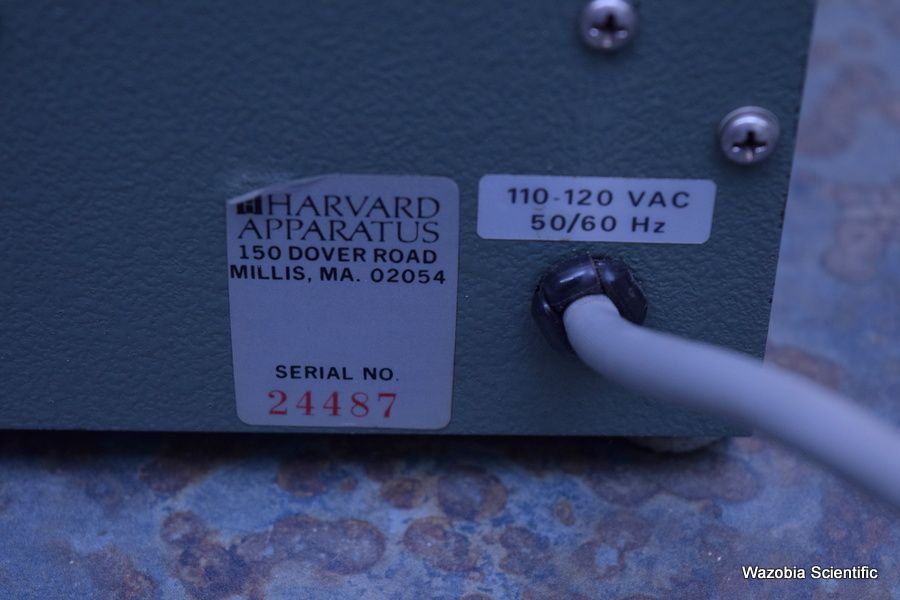 HARVARD
APPARATUS
150 DOVER ROAD
MILLIS, MA. 02054
SERIAL NO.
24487
110-120 VAC
50/60 Hz
Wazobia Scientific